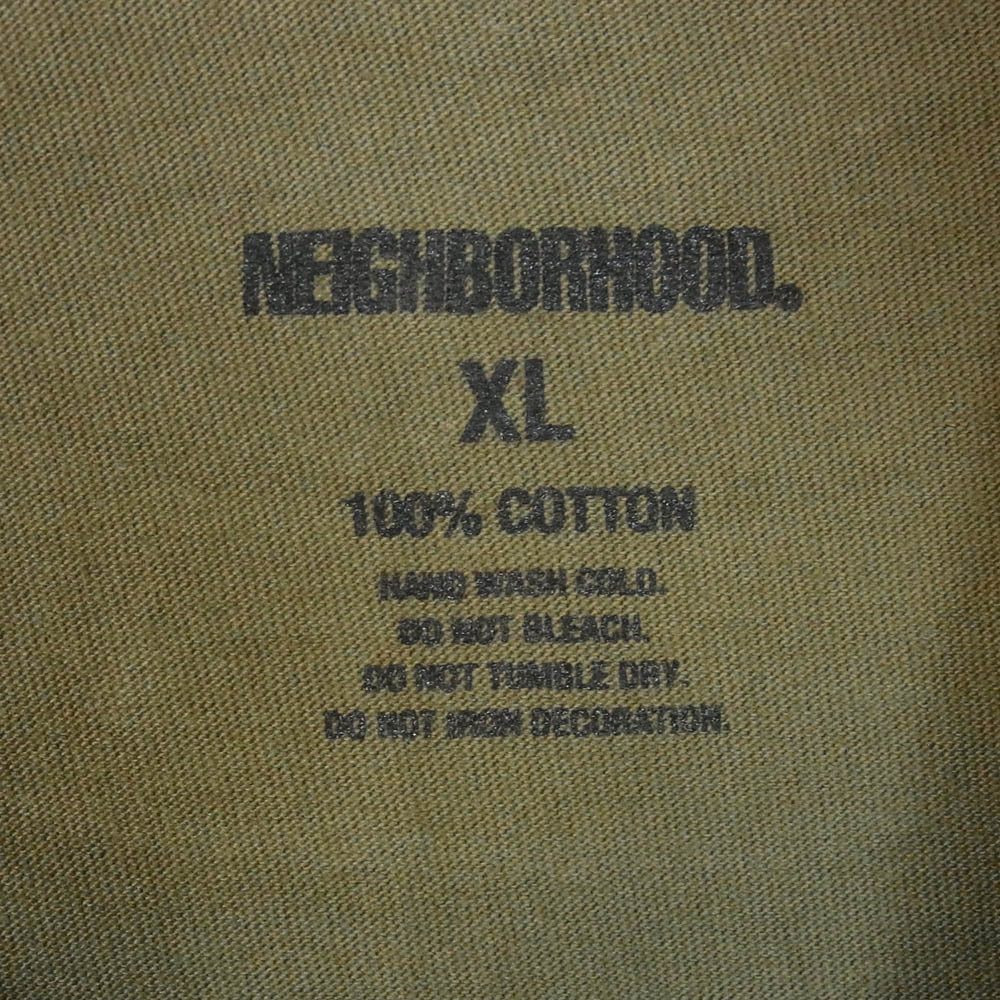 NEIGHBORHOOD®
XL
100% COTTON
HAND WASH COLD.
DO NOT BLEACH.
DO NOT TUMBLE DRY.
DO NOT IRON DECORATION.